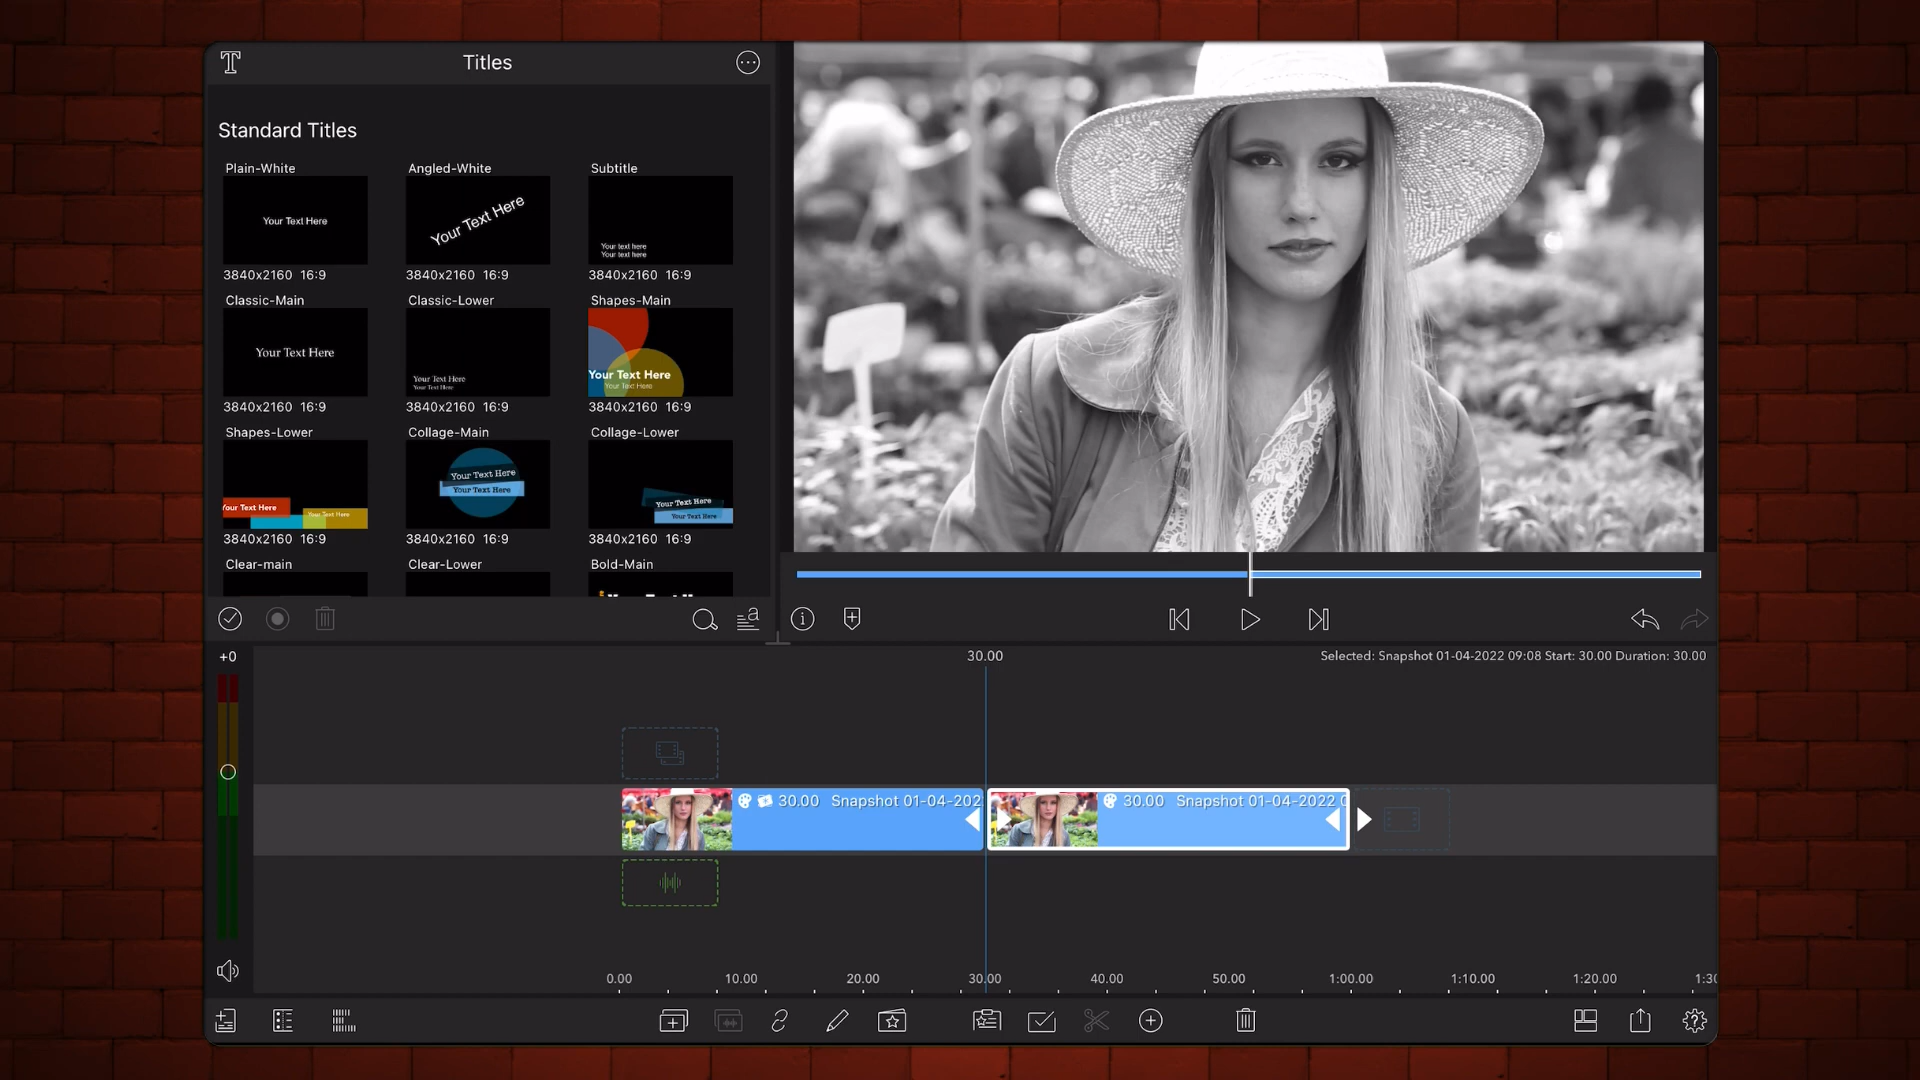 Titles
Standard Titles
Plain-White Angled-White Subtitle
Your Text Here
Your Text Here
Your text here
Your text here
3840x2160 16:9 3840x2160 16:9 3840x2160 16:9
Classic-Main Classic-Lower Shapes-Main
Your Text Here
Your Text Here
Your Text Here
Your Text Here
Your Text Here
3840x2160 16:9 3840x2160 16:9 3840x2160 16:9
Shapes-Lower Collage-Main Collage-Lower
Your Text Here
Your Text Here
Your Text Here
Your Text Here
Your Text Here
Your Text Here
3840x2160 16:9 3840x2160 16:9 3840x2160 16:9
Clear-main Clear-Lower Bold-Main
+0
30.00
Selected: Snapshot 01-04-2022 09:08 Start: 30.00 Duration: 30.00
30.00 Snapshot 01-04-202
30.00 Snapshot 01-04-2022
0.00 10.00 20.00 30.00 40.00 50.00 1:00.00 1:10.00 1:20.00 1:30